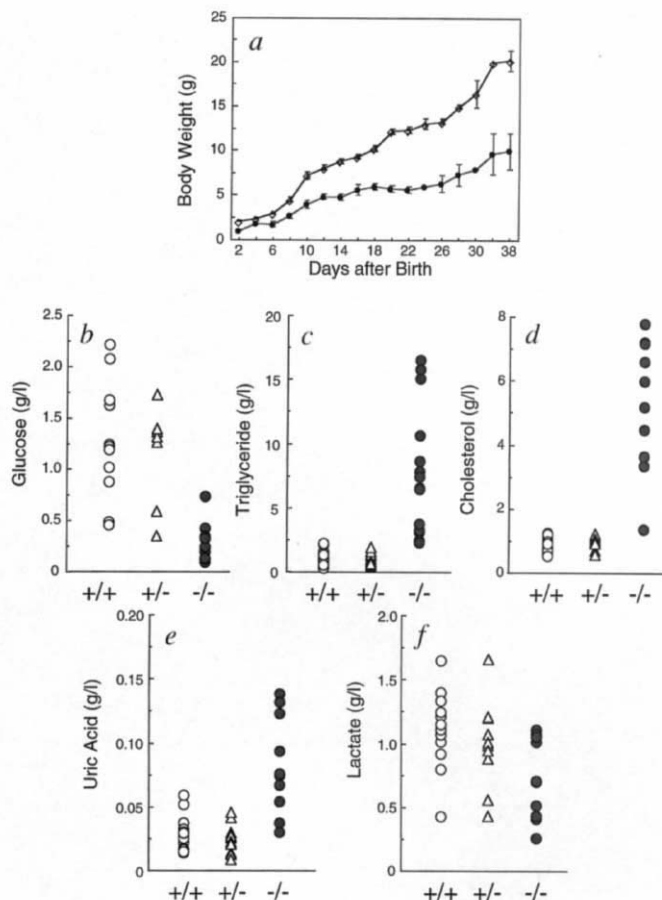 a
Body Weight (g)
25
20
15
10
5
0
2 6 10 14 18 22 26 30 38
Days after Birth
b
Glucose (g/l)
2.5
2.0
1.5
1.0
0.5
0
+/+ +/- -/-
c
Triglyceride (g/l)
20
15
10
5
0
+/+ +/- -/-
d
Cholesterol (g/l)
8
6
4
2
0
+/+ +/- -/-
e
Uric Acid (g/l)
0.20
0.15
0.10
0.05
0
+/+ +/- -/-
f
Lactate (g/l)
2.0
1.5
1.0
0.5
0
+/+ +/- -/-